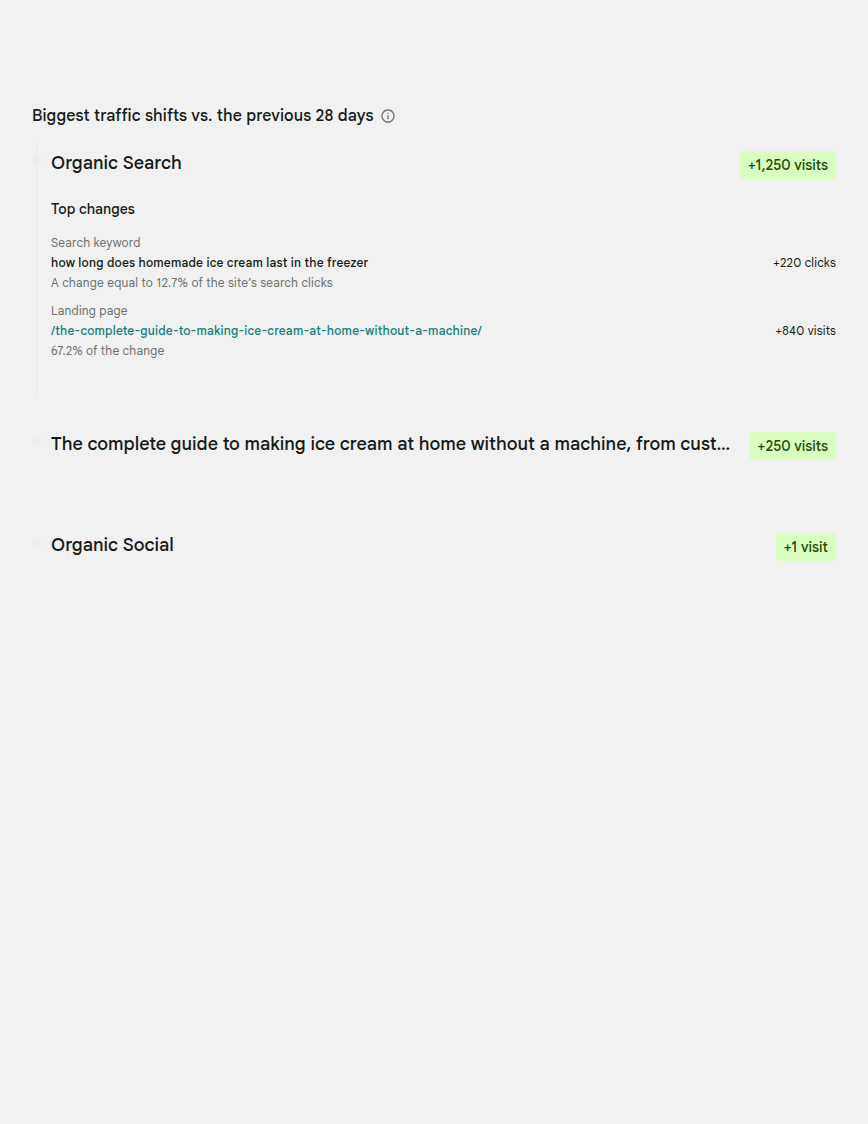 Biggest traffic shifts vs. the previous 28 days
Organic Search
+1,250 visits
Top changes
Search keyword
how long does homemade ice cream last in the freezer
+220 clicks
A change equal to 12.7% of the site’s search clicks
Landing page
/the-complete-guide-to-making-ice-cream-at-home-without-a-machine/
+840 visits
67.2% of the change
The complete guide to making ice cream at home without a machine, from cust...
+250 visits
Organic Social
+1 visit